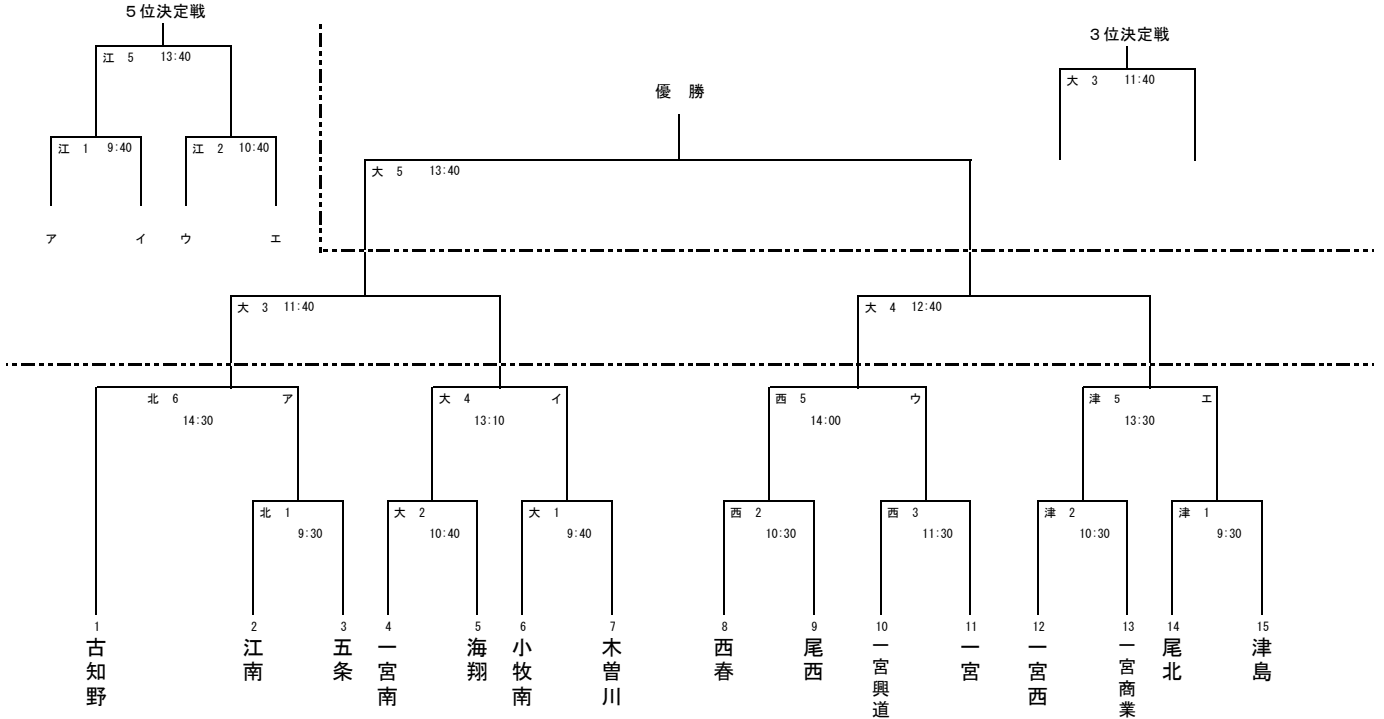 5位決定戦
江 5 13:40
江 1 9:40
江 2 10:40
ア イ ウ エ
3位決定戦
大 3 11:40
優 勝
大 5 13:40
大 3 11:40
大 4 12:40
北 6 ア
14:30
大 4 イ
13:10
西 5 ウ
14:00
津 5 エ
13:30
北 1
9:30
大 2
10:40
大 1
9:40
西 2
10:30
西 3
11:30
津 2
10:30
津 1
9:30
1
古知野
2
江南
3
五条
4
一宮南
5
海翔
6
小牧南
7
木曽川
8
西春
9
尾西
10
一宮興道
11
一宮
12
一宮西
13
一宮商業
14
尾北
15
津島